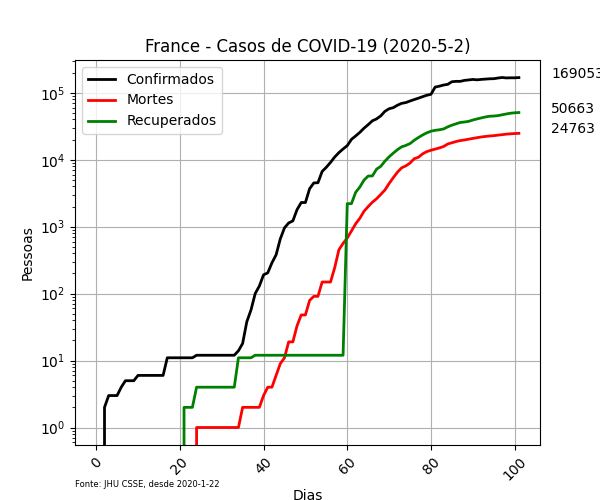 France - Casos de COVID-19 (2020-5-2)
Confirmados
Mortes
Recuperados
169053
50663
24763
10⁵
10⁴
10³
10²
10¹
10⁰
Pessoas
0 20 40 60 80 100
Dias
Fonte: JHU CSSE, desde 2020-1-22